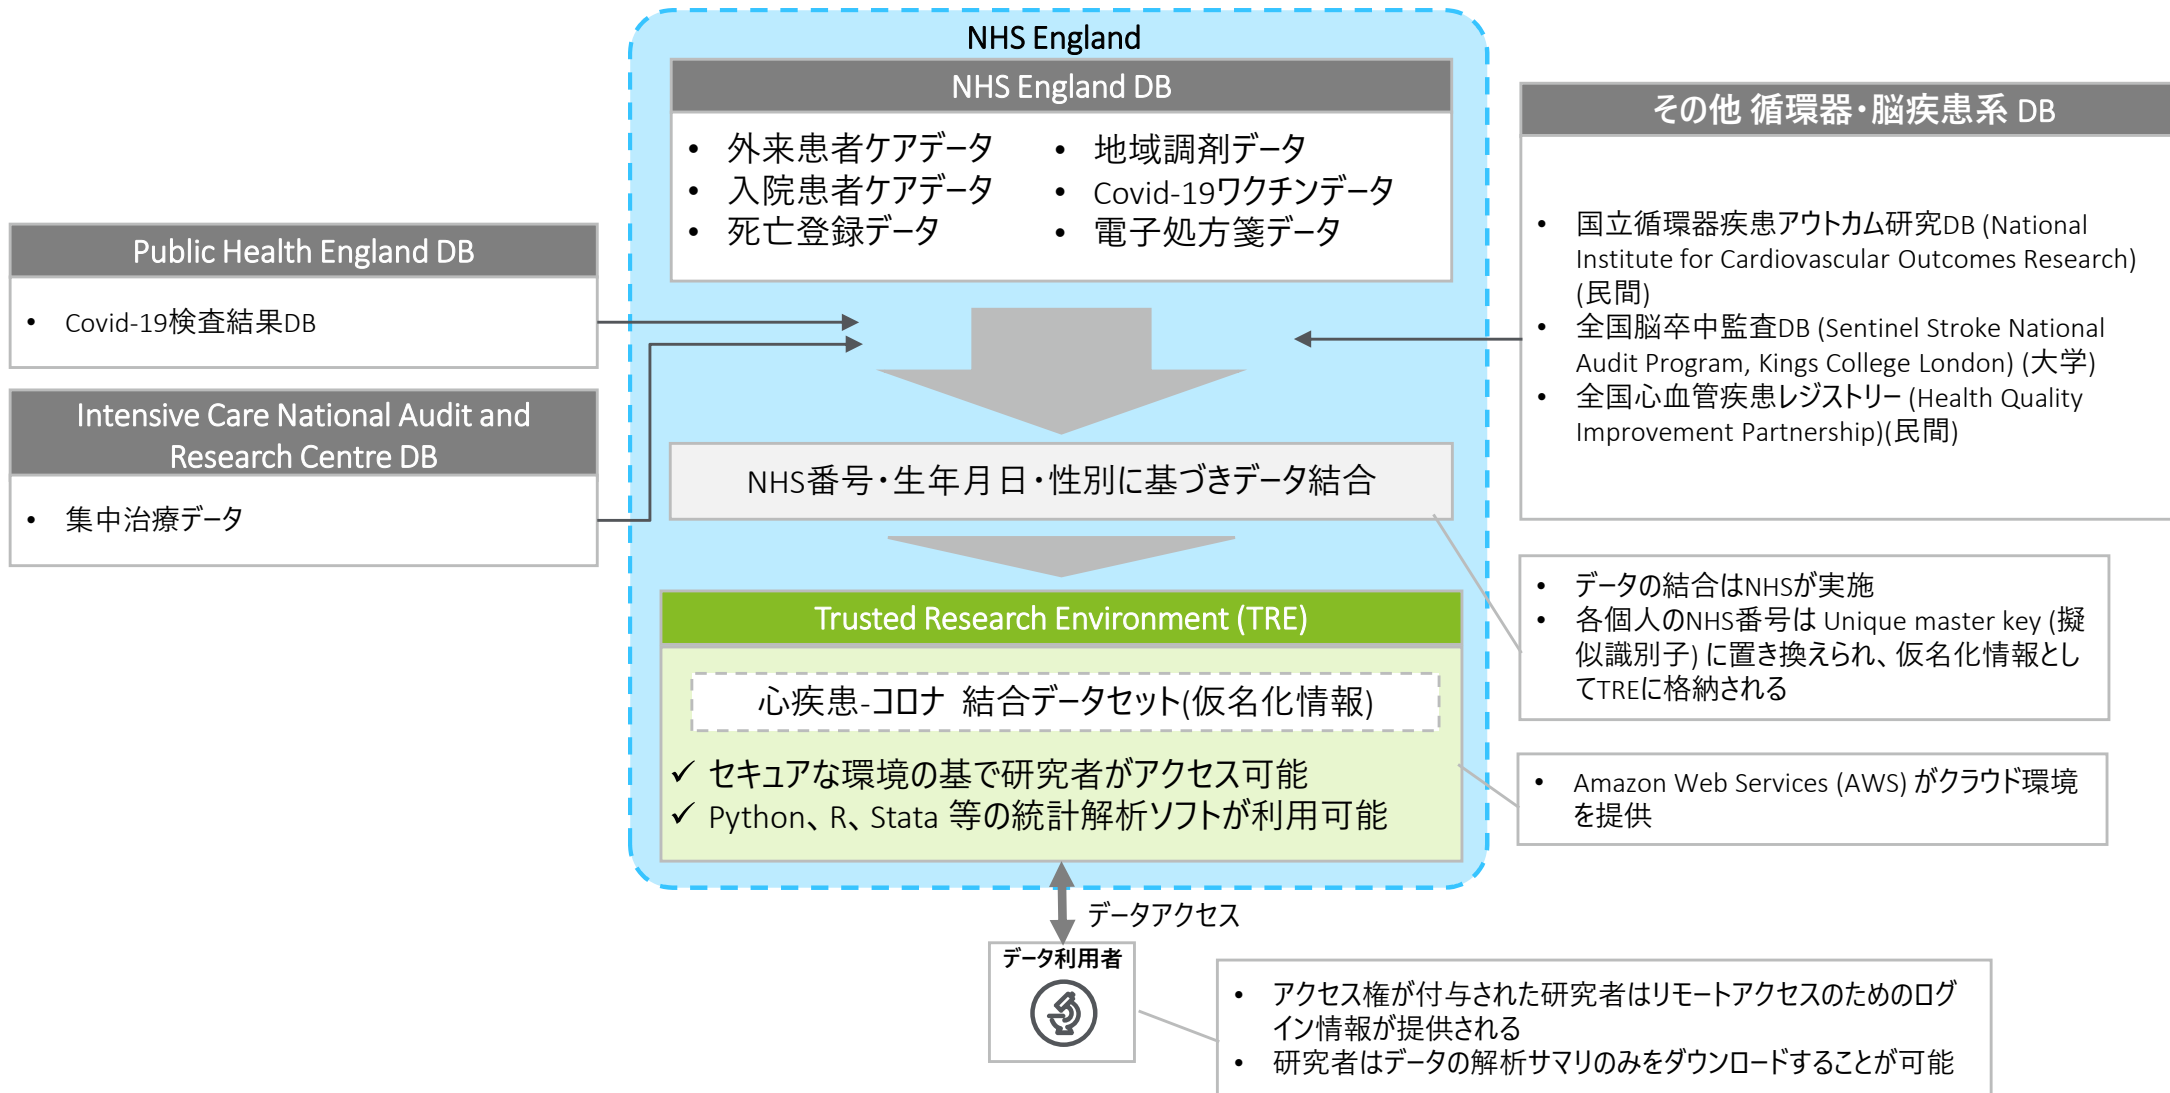 NHS England
NHS England DB
• 外来患者ケアデータ
• 入院患者ケアデータ
• 死亡登録データ
• 地域調剤データ
• Covid-19ワクチンデータ
• 電子処方箋データ
Public Health England DB
• Covid-19検査結果DB
Intensive Care National Audit and
Research Centre DB
• 集中治療データ
その他 循環器・脳疾患系 DB
• 国立循環器疾患アウトカム研究DB (National
Institute for Cardiovascular Outcomes Research)
(民間)
• 全国脳卒中監査DB (Sentinel Stroke National
Audit Program, Kings College London) (大学)
• 全国心血管疾患レジストリー (Health Quality
Improvement Partnership)(民間)
NHS番号・生年月日・性別に基づきデータ結合
• データの結合はNHSが実施
• 各個人のNHS番号は Unique master key (擬
似識別子) に置き換えられ、仮名化情報とし
てTREに格納される
Trusted Research Environment (TRE)
心疾患-コロナ 結合データセット(仮名化情報)
✓ セキュアな環境の基で研究者がアクセス可能
✓ Python、R、Stata 等の統計解析ソフトが利用可能
• Amazon Web Services (AWS) がクラウド環境
を提供
データアクセス
データ利用者
• アクセス権が付与された研究者はリモートアクセスのためのログ
イン情報が提供される
• 研究者はデータの解析サマリのみをダウンロードすることが可能